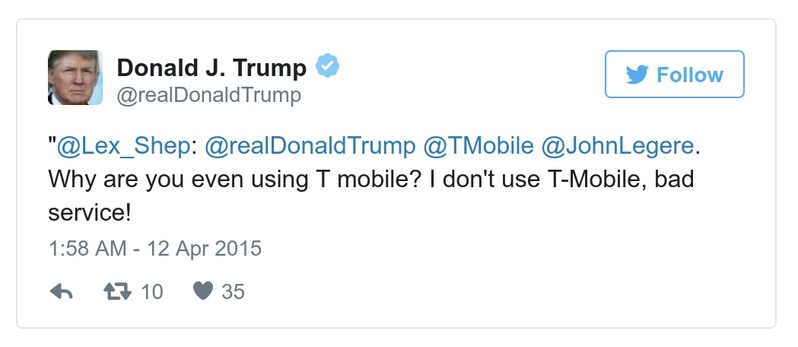 Donald J. Trump
@realDonaldTrump
Follow
"@Lex_Shep: @realDonaldTrump @TMobile @JohnLegere.
Why are you even using T mobile? I don't use T-Mobile, bad
service!
1:58 AM - 12 Apr 2015
10 35